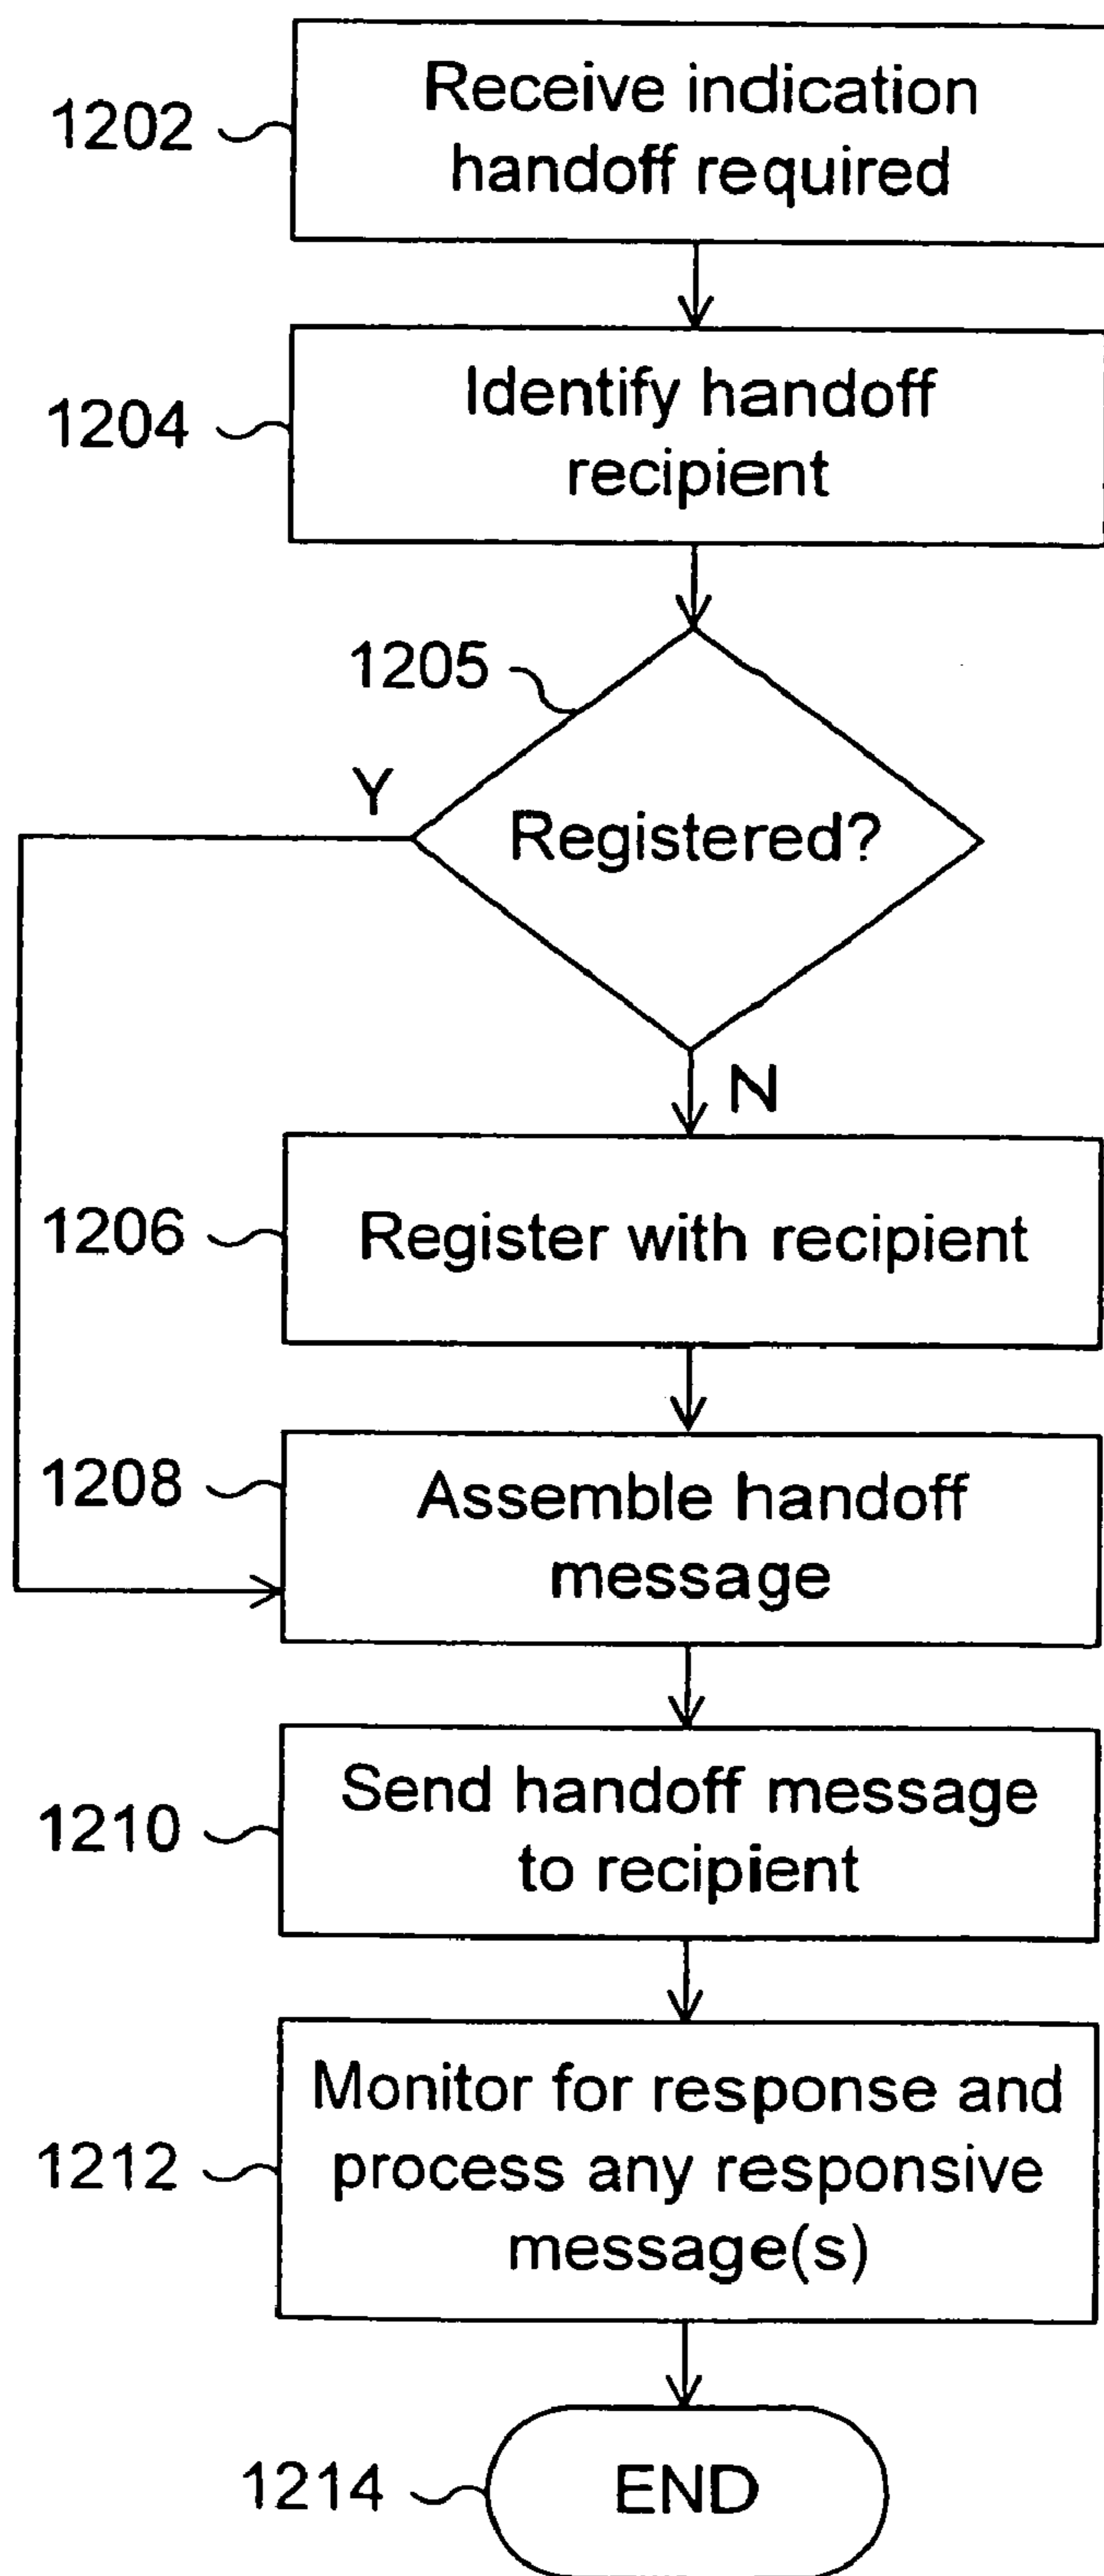 1202
Receive indication
handoff required
1204
Identify handoff
recipient
1205
Y
Registered?
N
1206
Register with recipient
1208
Assemble handoff
message
1210
Send handoff message
to recipient
1212
Monitor for response and
process any responsive
message(s)
1214
END